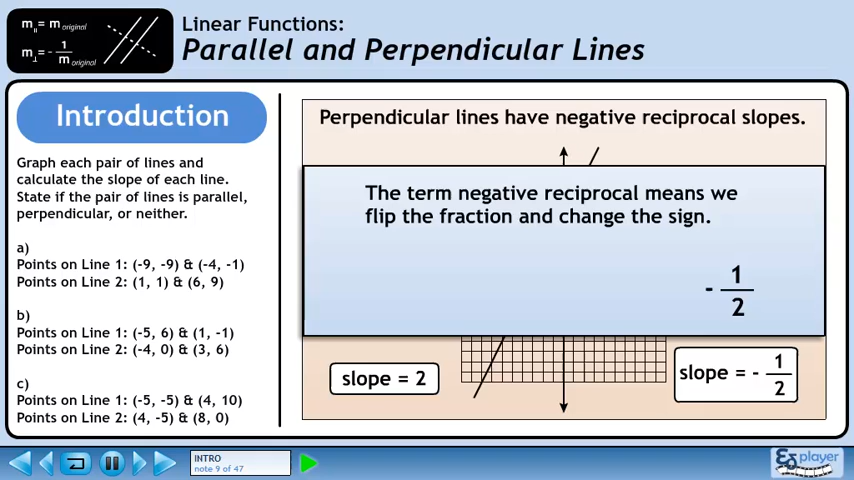 m∥ = m original
m⊥ = - 1/m original
Linear Functions:
Parallel and Perpendicular Lines
Introduction
Graph each pair of lines and
calculate the slope of each line.
State if the pair of lines is parallel,
perpendicular, or neither.
a)
Points on Line 1: (-9, -9) & (-4, -1)
Points on Line 2: (1, 1) & (6, 9)
b)
Points on Line 1: (-5, 6) & (1, -1)
Points on Line 2: (-4, 0) & (3, 6)
c)
Points on Line 1: (-5, -5) & (4, 10)
Points on Line 2: (4, -5) & (8, 0)
Perpendicular lines have negative reciprocal slopes.
The term negative reciprocal means we
flip the fraction and change the sign.
- 1/2
slope = 2
slope = - 1/2
INTRO
note 9 of 47
player